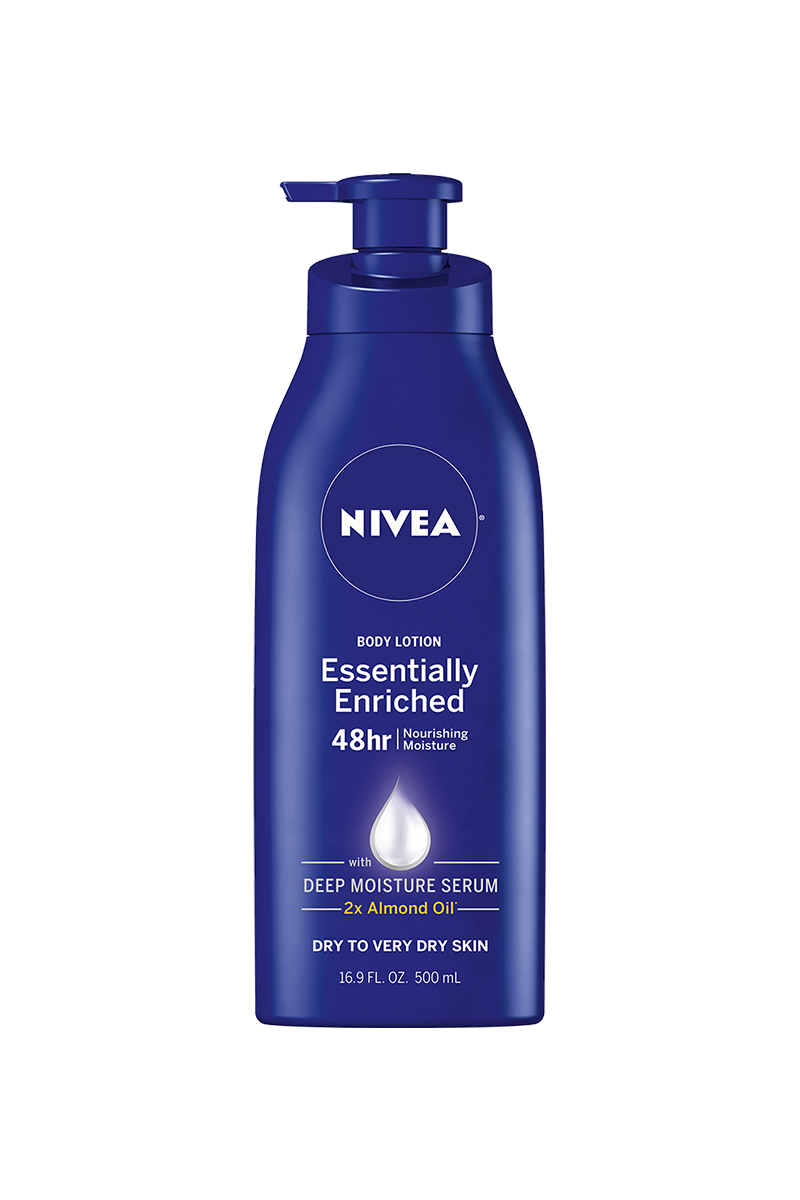 NIVEA®
BODY LOTION
Essentially
Enriched
48hr | Nourishing
Moisture
with
DEEP MOISTURE SERUM
2x Almond Oil*
DRY TO VERY DRY SKIN
16.9 FL. OZ. 500 mL